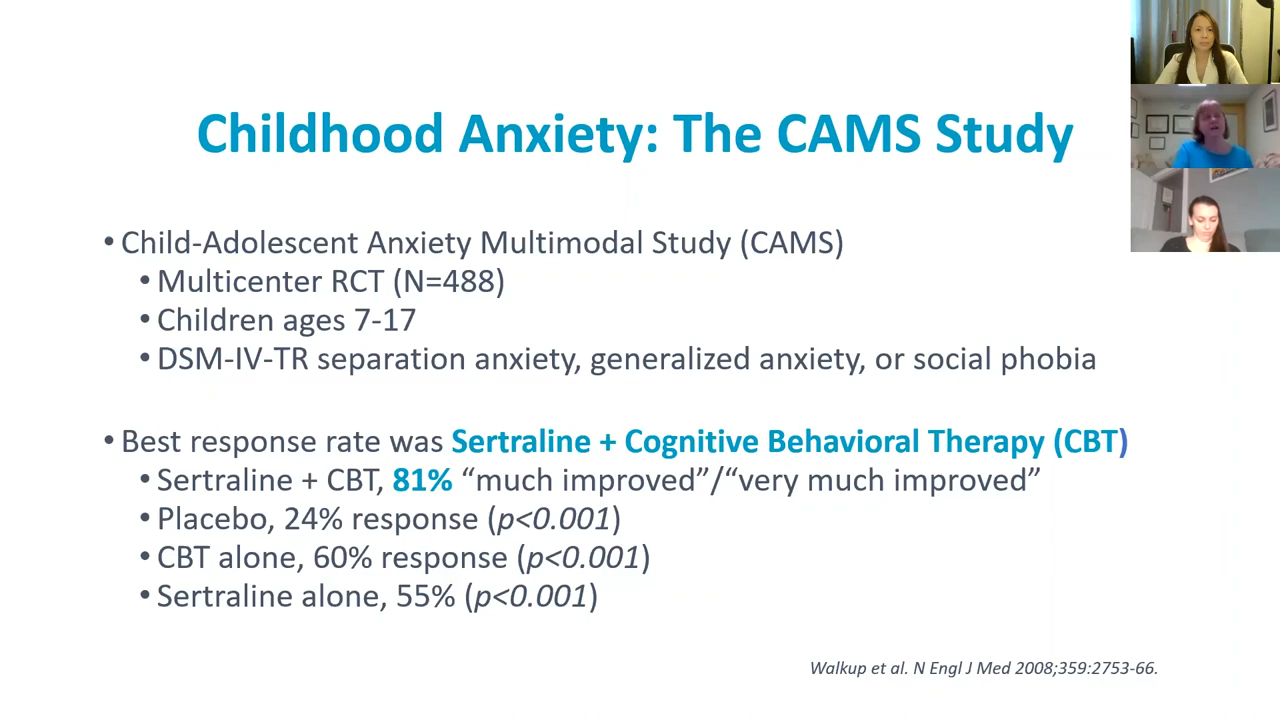 Childhood Anxiety: The CAMS Study
• Child-Adolescent Anxiety Multimodal Study (CAMS)
• Multicenter RCT (N=488)
• Children ages 7-17
• DSM-IV-TR separation anxiety, generalized anxiety, or social phobia
• Best response rate was Sertraline + Cognitive Behavioral Therapy (CBT)
• Sertraline + CBT, 81% “much improved”/“very much improved”
• Placebo, 24% response (p<0.001)
• CBT alone, 60% response (p<0.001)
• Sertraline alone, 55% (p<0.001)
Walkup et al. N Engl J Med 2008;359:2753-66.